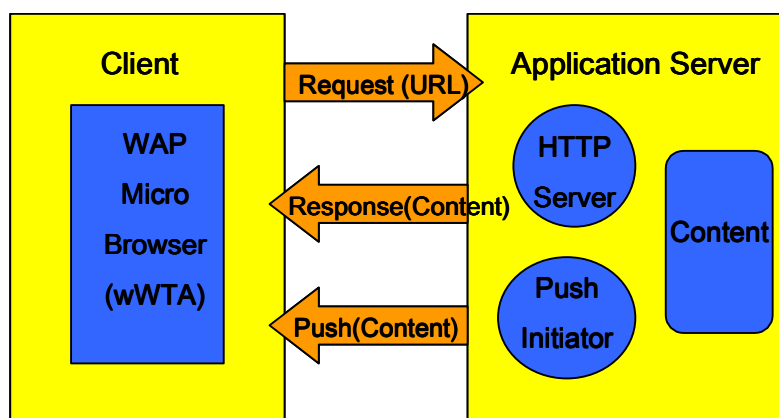 Client
WAP
Micro
Browser
(wWTA)
Request (URL)
Response(Content)
Push(Content)
Application Server
HTTP
Server
Push
Initiator
Content